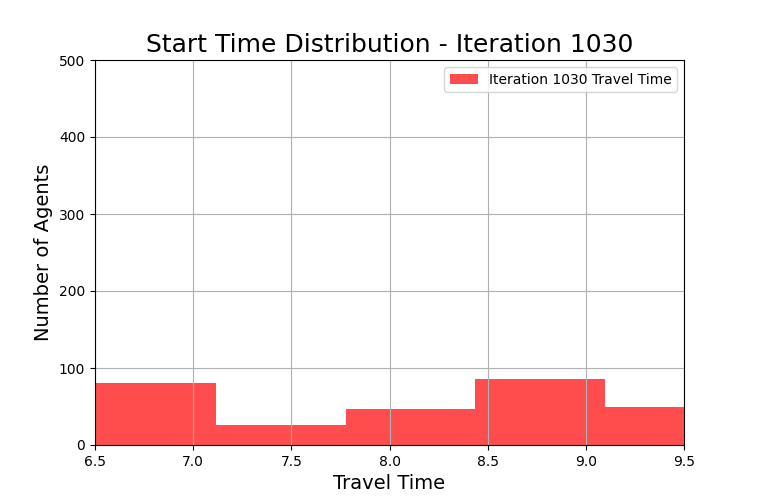 Start Time Distribution - Iteration 1030
Iteration 1030 Travel Time
Number of Agents
500
400
300
200
100
0
6.5 7.0 7.5 8.0 8.5 9.0 9.5
Travel Time